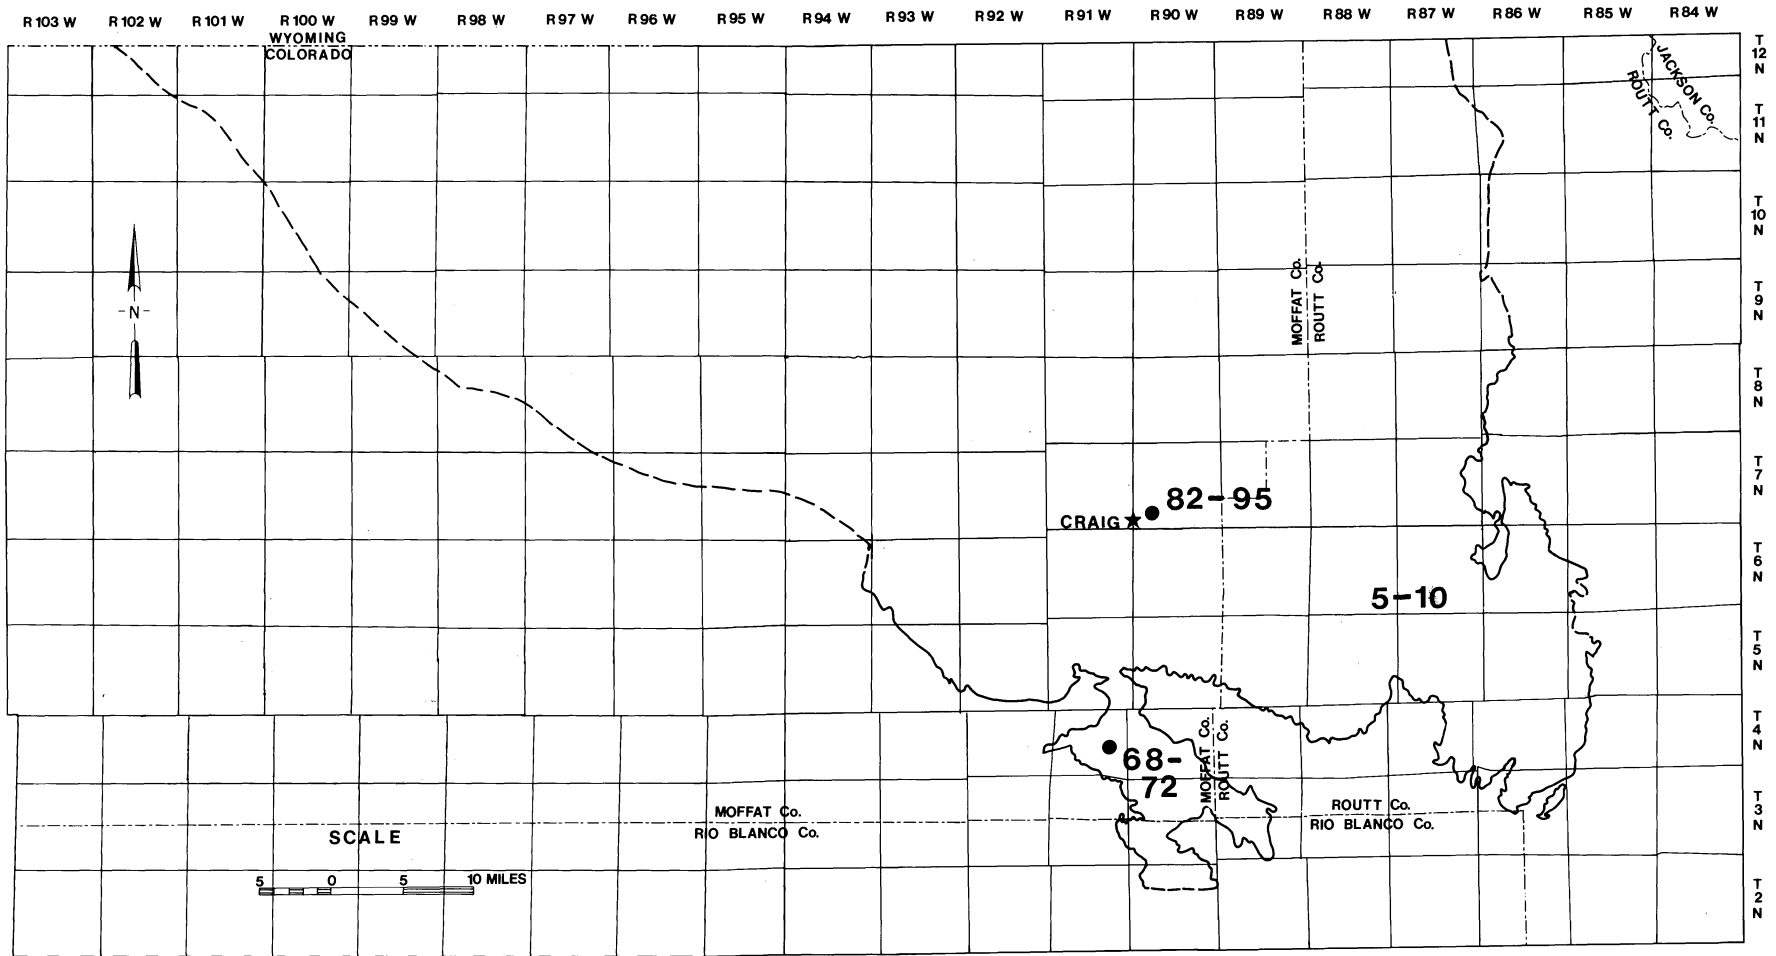 R 103 W R 102 W R 101 W R 100 W R 99 W R 98 W R 97 W R 96 W R 95 W R 94 W R 93 W R 92 W R 91 W R 90 W R 89 W R 88 W R 87 W R 86 W R 85 W R 84 W
WYOMING
COLORADO
T
12
N
JACKSON Co.
ROUTT Co.
T
11
N
T
10
N
-N-
MOFFAT Co.
ROUTT Co.
T
9
N
T
8
N
T
7
N
82-95
CRAIG
T
6
N
5-10
T
5
N
T
4
N
MOFFAT Co.
ROUTT Co.
68-
72
T
3
N
MOFFAT Co.
RIO BLANCO Co.
ROUTT Co.
RIO BLANCO Co.
SCALE
5 0 5 10 MILES
T
2
N